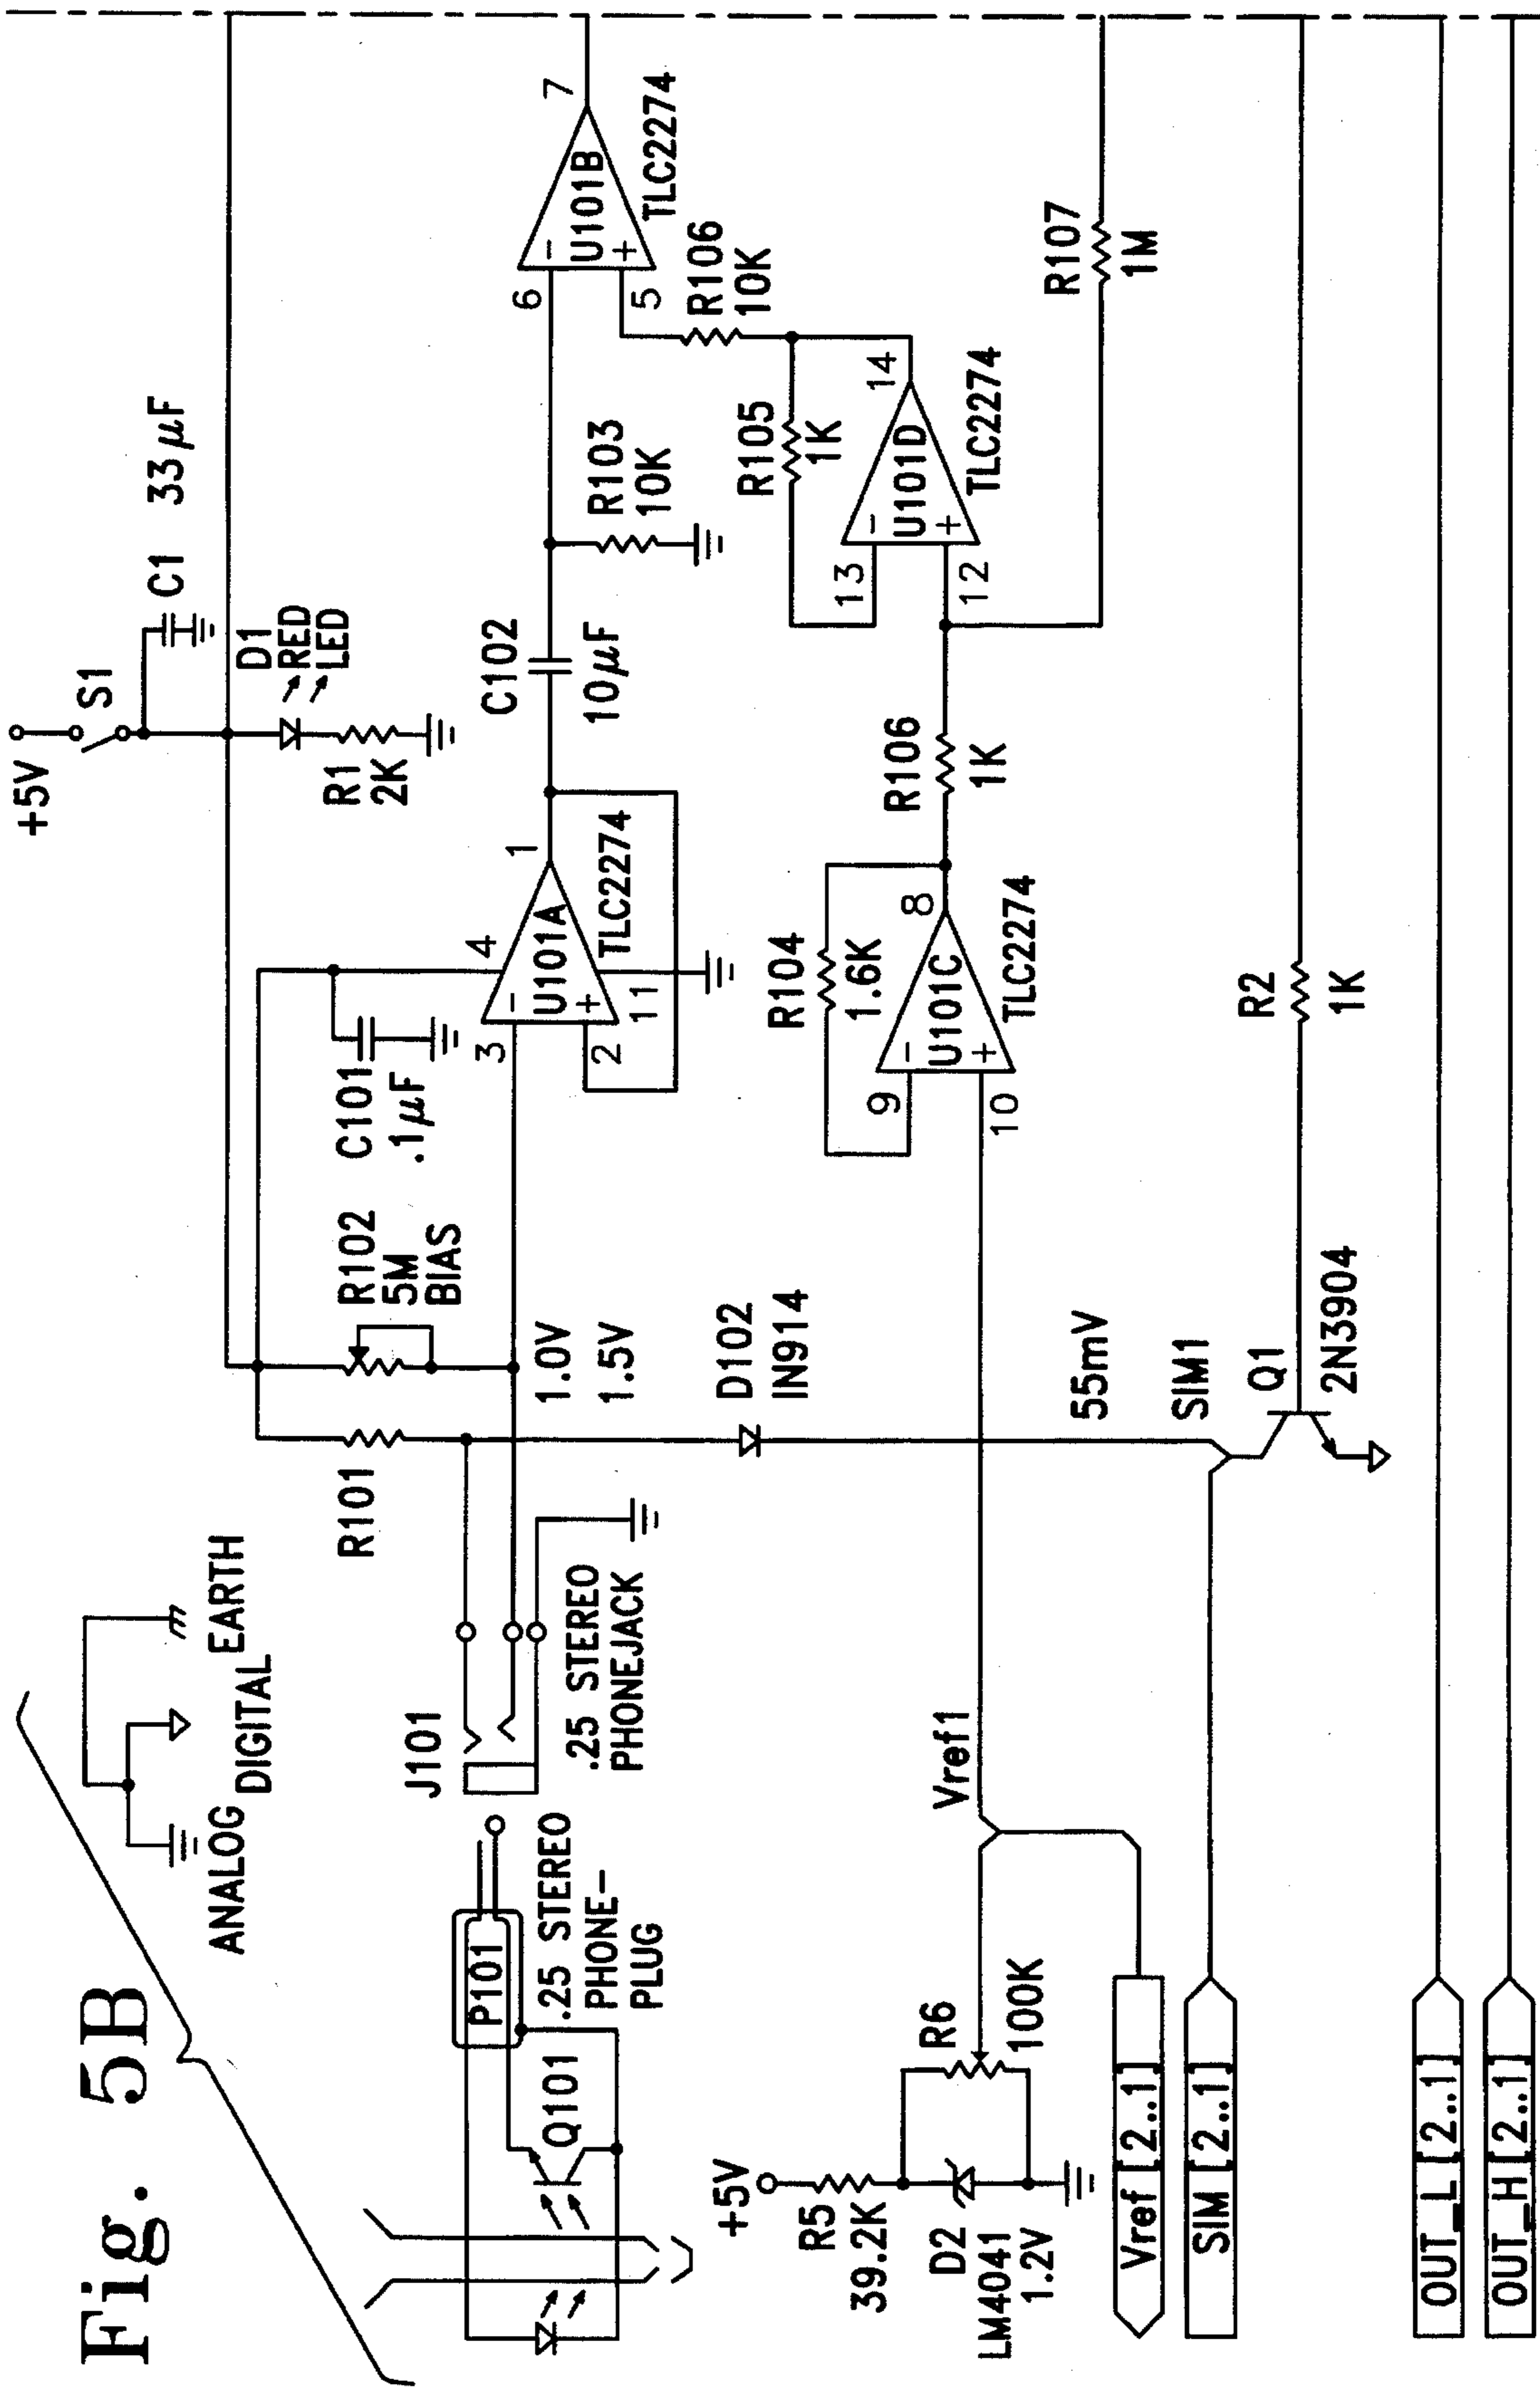 Fig. 5B
ANALOG
DIGITAL
EARTH
+5V
S1
C1 33µF
D1
RED
LED
R1
2K
R101
R102
5M
BIAS
C101
.1µF
4
3
2
11
1
-
+
U101A
TLC2274
C102
10µF
R103
10K
6
5
7
-
+
U101B
TLC2274
R106
10K
J101
.25 STEREO
PHONEJACK
1.0V
1.5V
P101
.25 STEREO
PHONE-
PLUG
Q101
D102
IN914
R104
1.6K
9
10
8
-
+
U101C
TLC2274
R106
1K
R105
1K
13
12
14
-
+
U101D
TLC2274
R107
1M
+5V
R5
39.2K
D2
LM4041
1.2V
R6
100K
Vref1
55mV
SIM1
Q1
2N3904
R2
1K
Vref[2..1]
SIM[2..1]
OUT_L[2..1]
OUT_H[2..1]